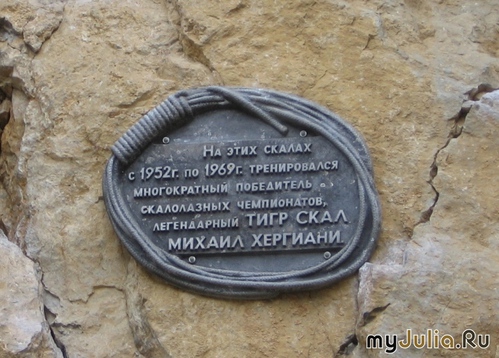 На этих скалах
с 1952г. по 1969г. тренировался
многократный победитель
скалолазных чемпионатов,
легендарный ТИГР СКАЛ
МИХАИЛ ХЕРГИАНИ.
myJulia.Ru